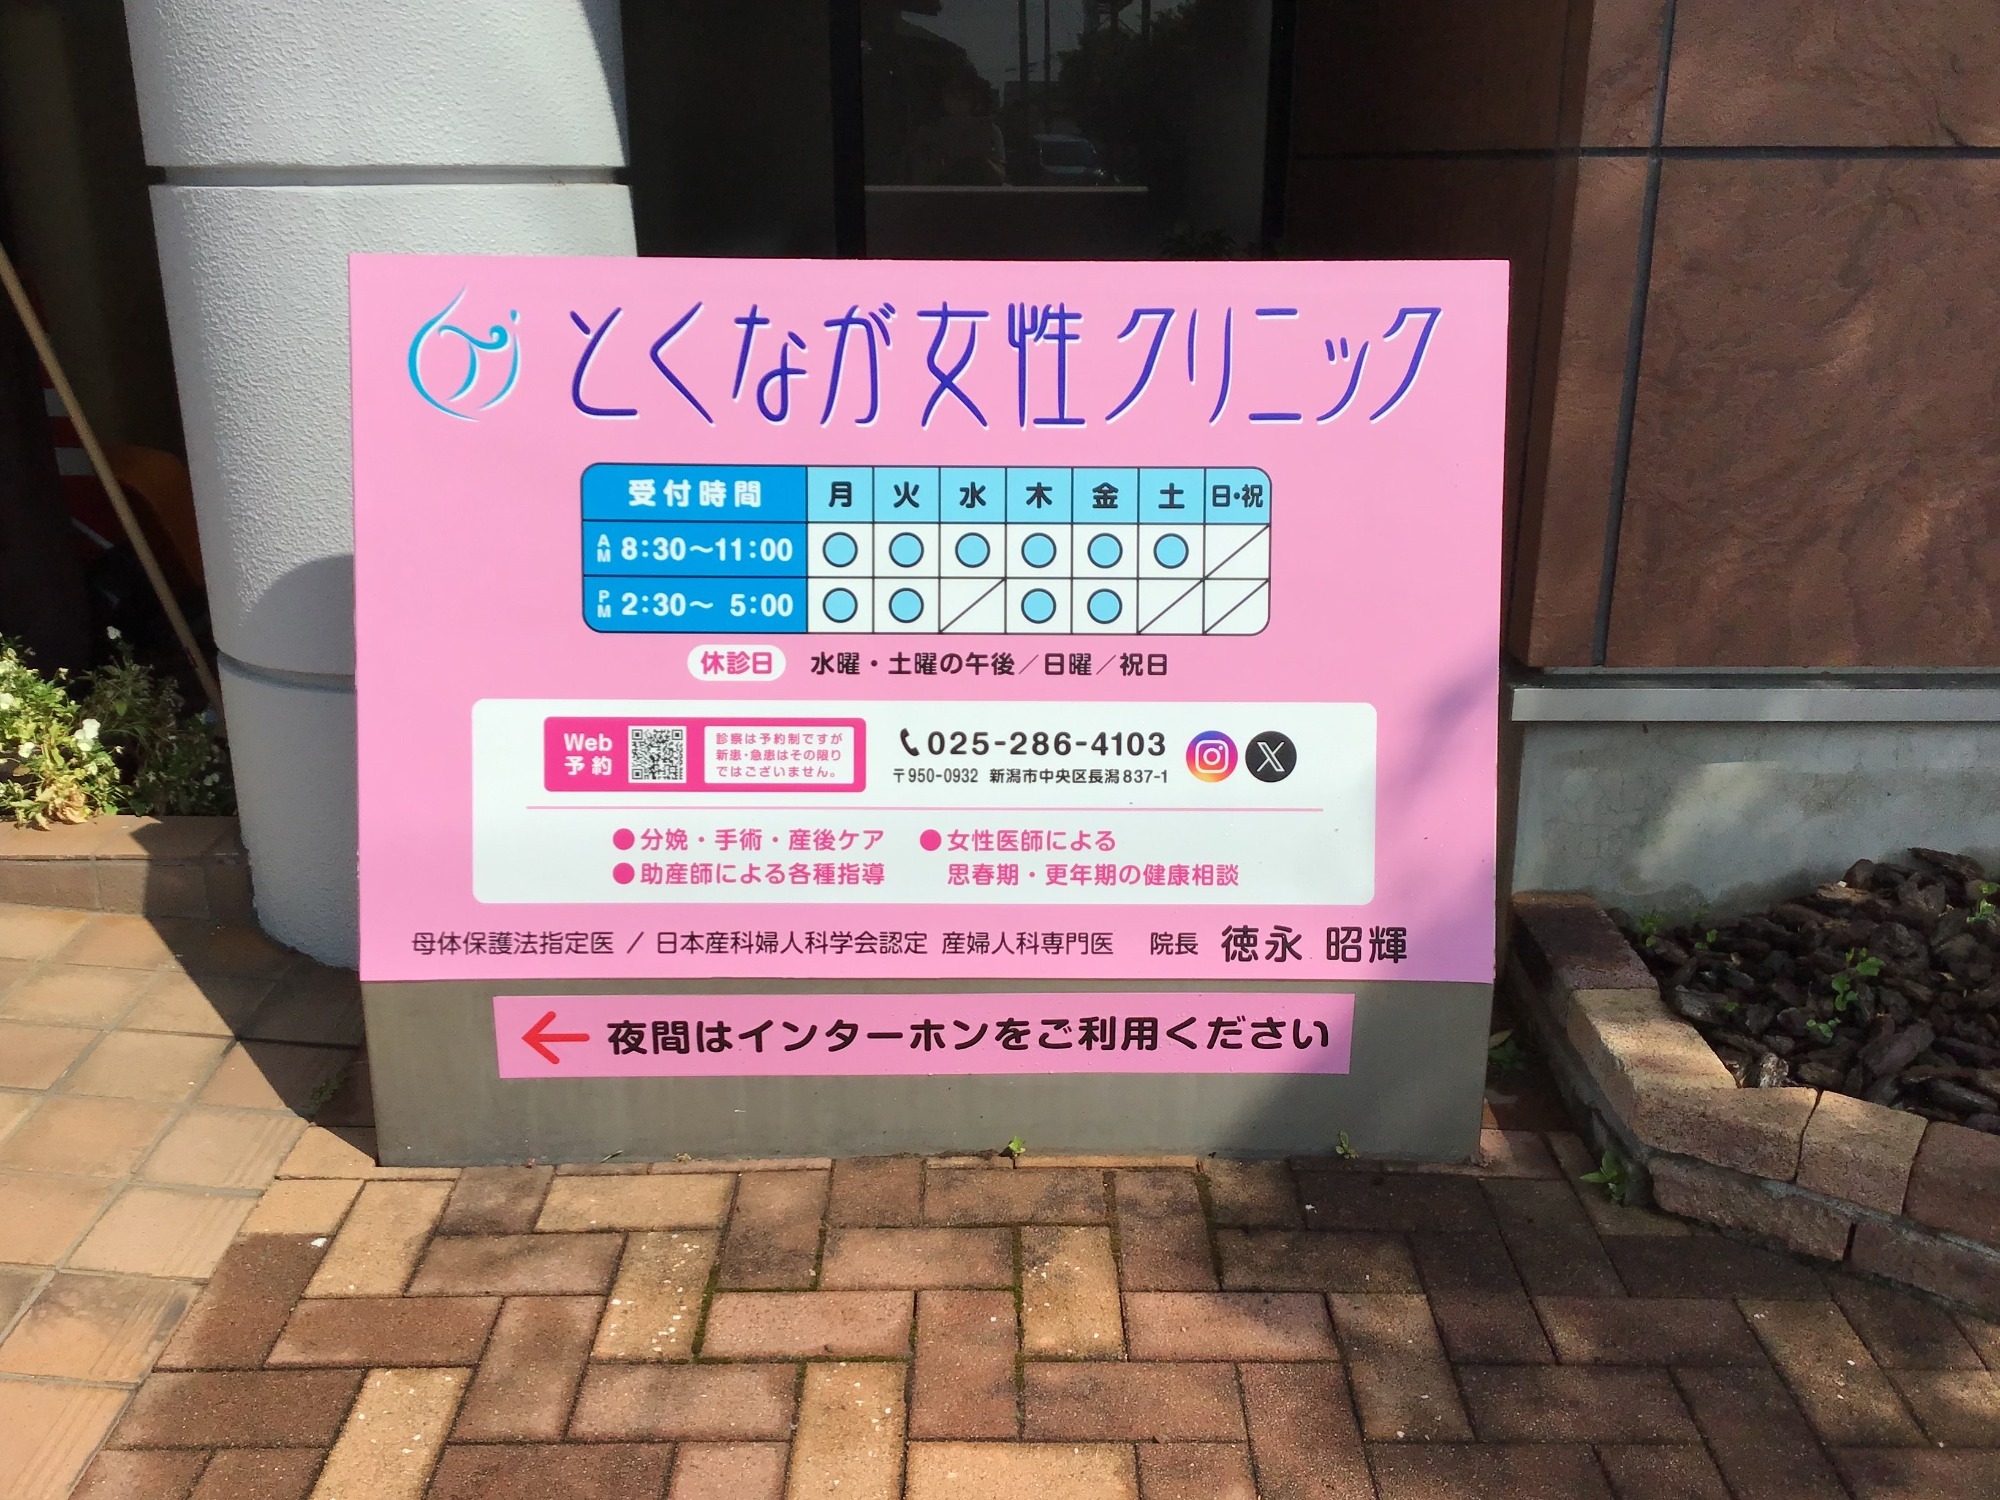 とくなが女性クリニック
受付時間 月 火 水 木 金 土 日・祝
AM 8:30〜11:00 ○ ○ ○ ○ ○ ○ ／
PM 2:30〜 5:00 ○ ○ ／ ○ ○ ／ ／
休診日 水曜・土曜の午後／日曜／祝日
Web
予約
診察は予約制ですが
新患・急患はその限り
ではございません。
025-286-4103
〒950-0932 新潟市中央区長潟837-1
●分娩・手術・産後ケア
●助産師による各種指導
●女性医師による
思春期・更年期の健康相談
母体保護法指定医 / 日本産科婦人科学会認定 産婦人科専門医 院長 徳永 昭輝
←夜間はインターホンをご利用ください